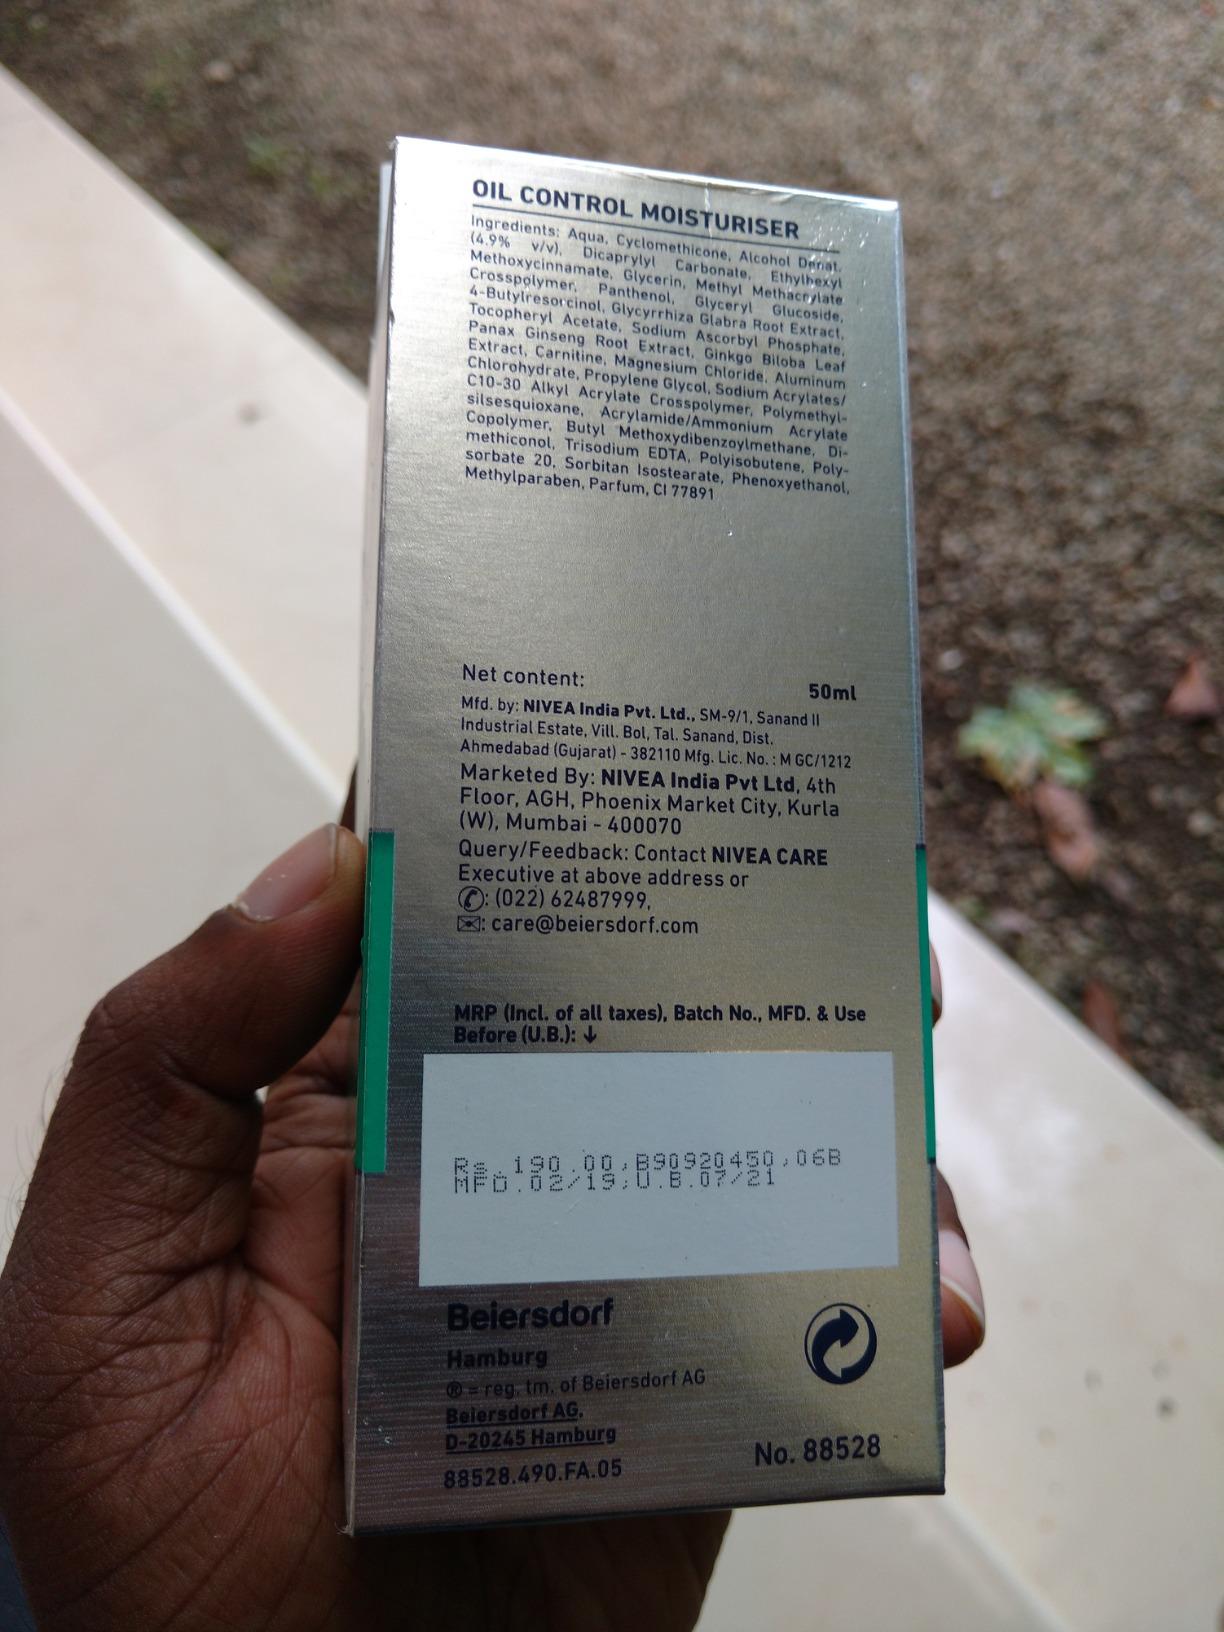 OIL CONTROL MOISTURISER
Ingredients: Aqua, Cyclomethicone, Alcohol Denat.
(4.9% v/v), Dicaprylyl Carbonate, Ethylhexyl
Methoxycinnamate, Glycerin, Methyl Methacrylate
Crosspolymer, Panthenol, Glyceryl Glucoside,
4-Butylresorcinol, Glycyrrhiza Glabra Root Extract,
Tocopheryl Acetate, Sodium Ascorbyl Phosphate,
Panax Ginseng Root Extract, Ginkgo Biloba Leaf
Extract, Carnitine, Magnesium Chloride, Aluminum
Chlorohydrate, Propylene Glycol, Sodium Acrylates/
C10-30 Alkyl Acrylate Crosspolymer, Polymethyl-
silsesquioxane, Acrylamide/Ammonium Acrylate
Copolymer, Butyl Methoxydibenzoylmethane, Di-
methiconol, Trisodium EDTA, Polyisobutene, Poly-
sorbate 20, Sorbitan Isostearate, Phenoxyethanol,
Methylparaben, Parfum, CI 77891
Net content: 50ml
Mfd. by: NIVEA India Pvt. Ltd., SM-9/1, Sanand II
Industrial Estate, Vill. Bol, Tal. Sanand, Dist.
Ahmedabad (Gujarat) - 382110 Mfg. Lic. No. : M GC/1212
Marketed By: NIVEA India Pvt Ltd, 4th
Floor, AGH, Phoenix Market City, Kurla
(W), Mumbai - 400070
Query/Feedback: Contact NIVEA CARE
Executive at above address or
✆: (022) 62487999,
✉: care@beiersdorf.com
MRP (Incl. of all taxes), Batch No., MFD. & Use
Before (U.B.): ↓
Rs.190.00,B90920450,06B
MFD.02/19;U.B.07/21
Beiersdorf
Hamburg
® = reg. tm. of Beiersdorf AG
Beiersdorf AG,
D-20245 Hamburg
88528.490.FA.05
No. 88528